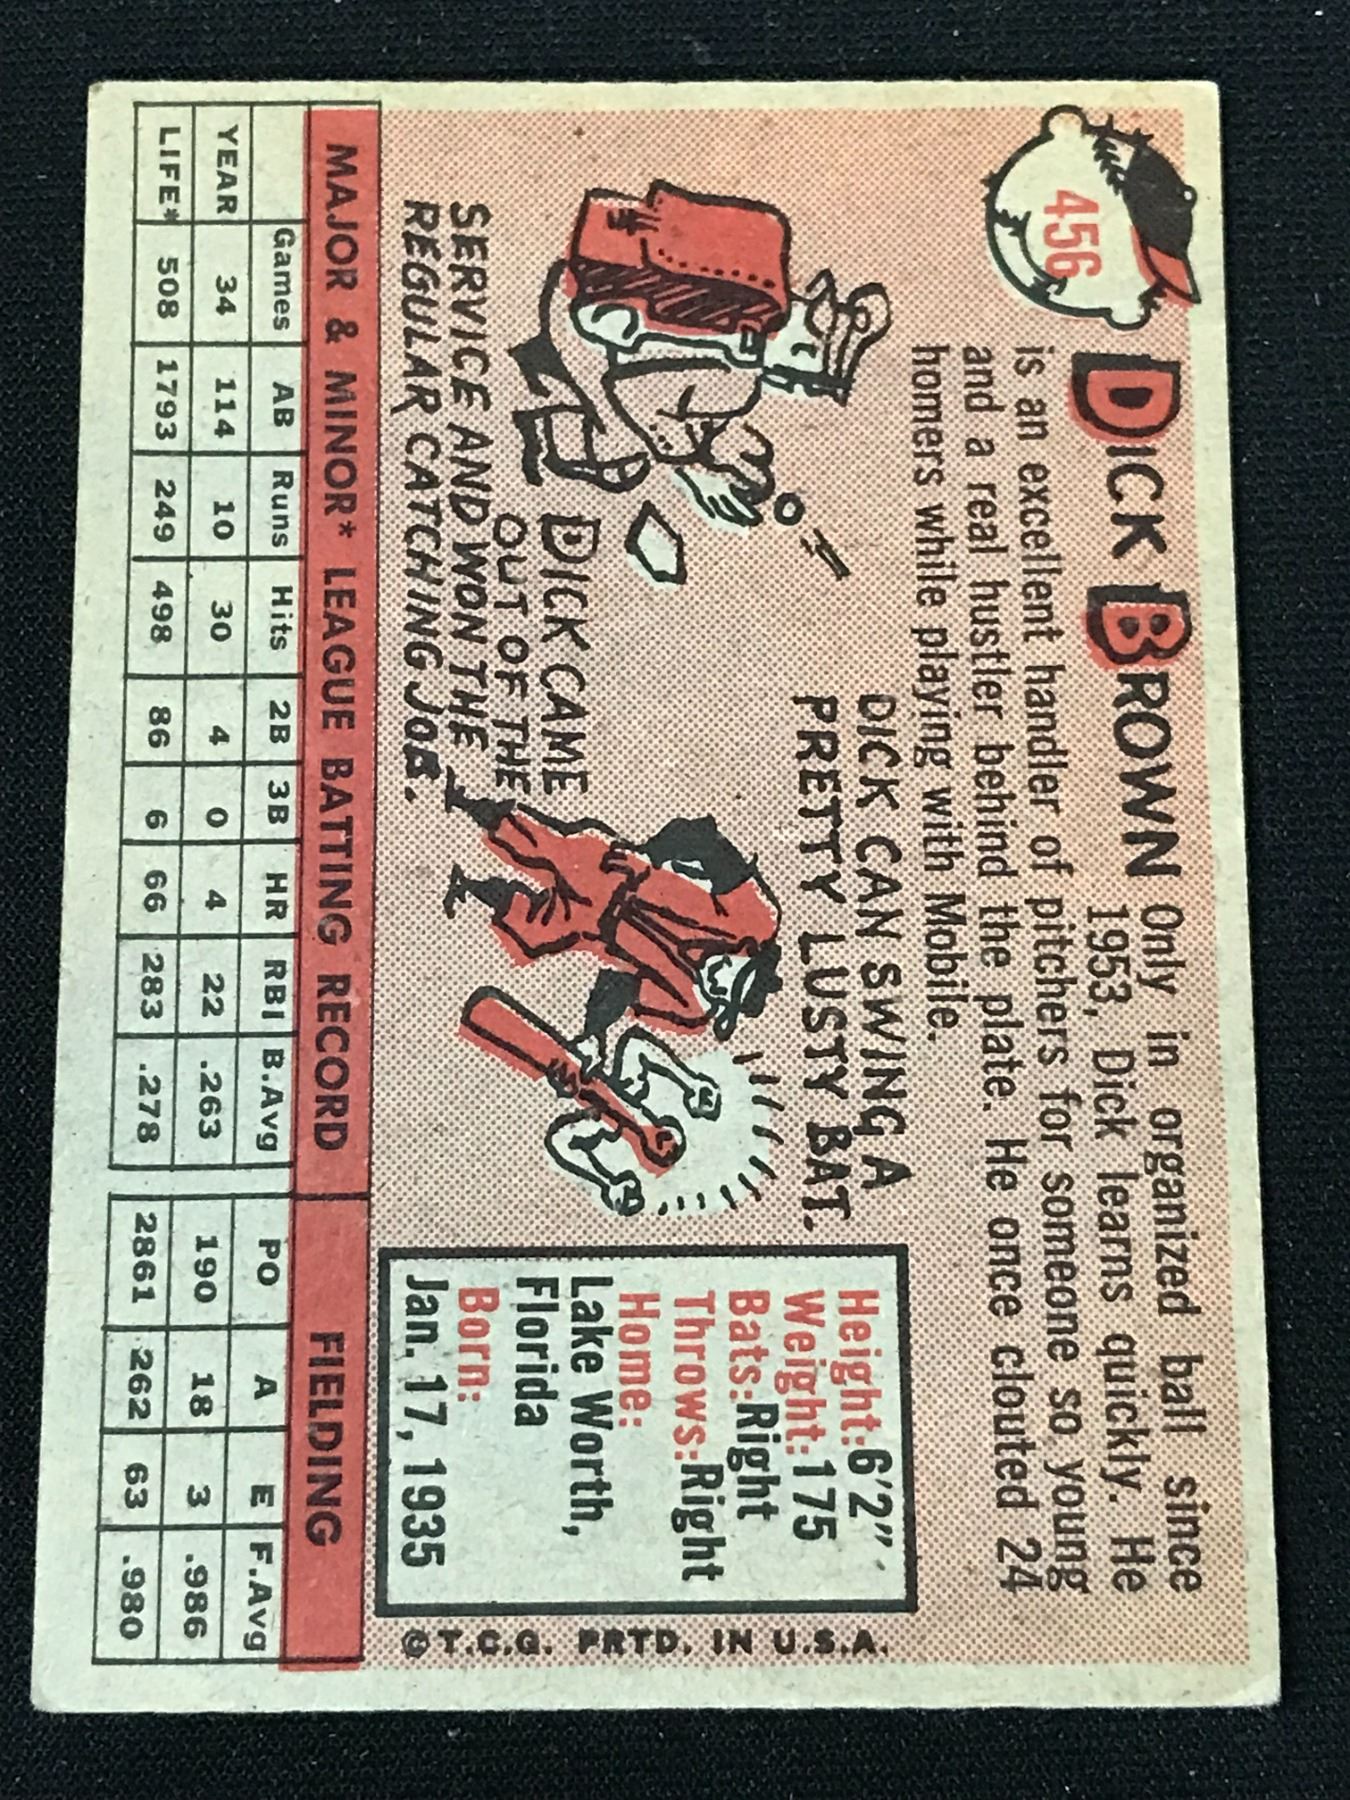 456
DICK BROWN
Only in organized ball since
1953, Dick learns quickly. He
is an excellent handler of pitchers for someone so young
and a real hustler behind the plate. He once clouted 24
homers while playing with Mobile.
DICK CAN SWING A
PRETTY LUSTY BAT.
DICK CAME
OUT OF THE
SERVICE AND WON THE
REGULAR CATCHING JOB.
Height: 6'2"
Weight: 175
Bats: Right
Throws: Right
Home:
Lake Worth,
Florida
Born:
Jan. 17, 1935
© T.C.G. PRTD. IN U.S.A.
MAJOR & MINOR* LEAGUE BATTING RECORD FIELDING
Games AB Runs Hits 2B 3B HR RBI B.Avg PO A E F.Avg
YEAR 34 114 10 30 4 0 4 22 .263 190 18 3 .986
LIFE* 508 1793 249 498 86 6 66 283 .278 2861 262 63 .980